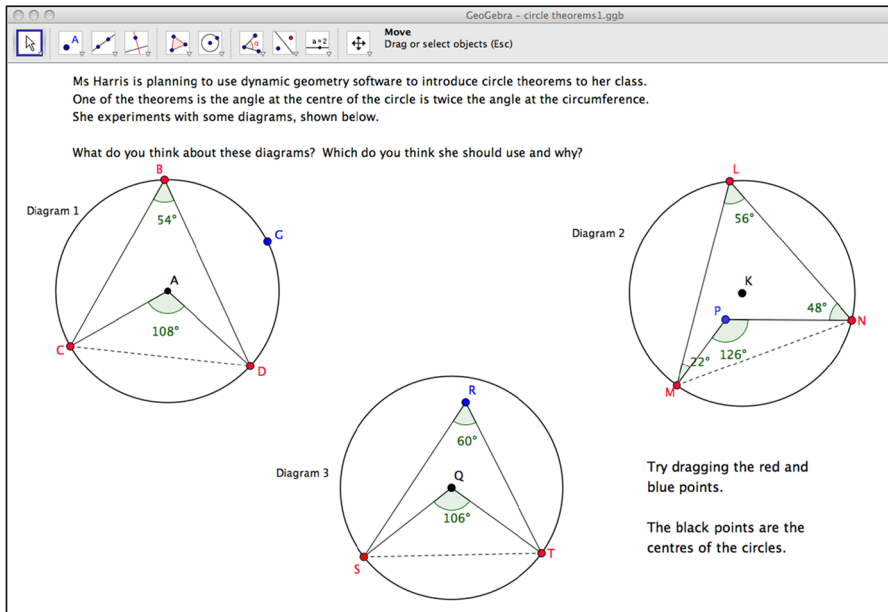 GeoGebra – circle theorems1.ggb
A
a=2
Move
Drag or select objects (Esc)
Ms Harris is planning to use dynamic geometry software to introduce circle theorems to her class.
One of the theorems is the angle at the centre of the circle is twice the angle at the circumference.
She experiments with some diagrams, shown below.
What do you think about these diagrams?  Which do you think she should use and why?
Diagram 1
B
54°
G
A
108°
C
D
Diagram 2
L
56°
K
P
48°
N
126°
22°
M
Diagram 3
R
60°
Q
106°
S
T
Try dragging the red and
blue points.
The black points are the
centres of the circles.